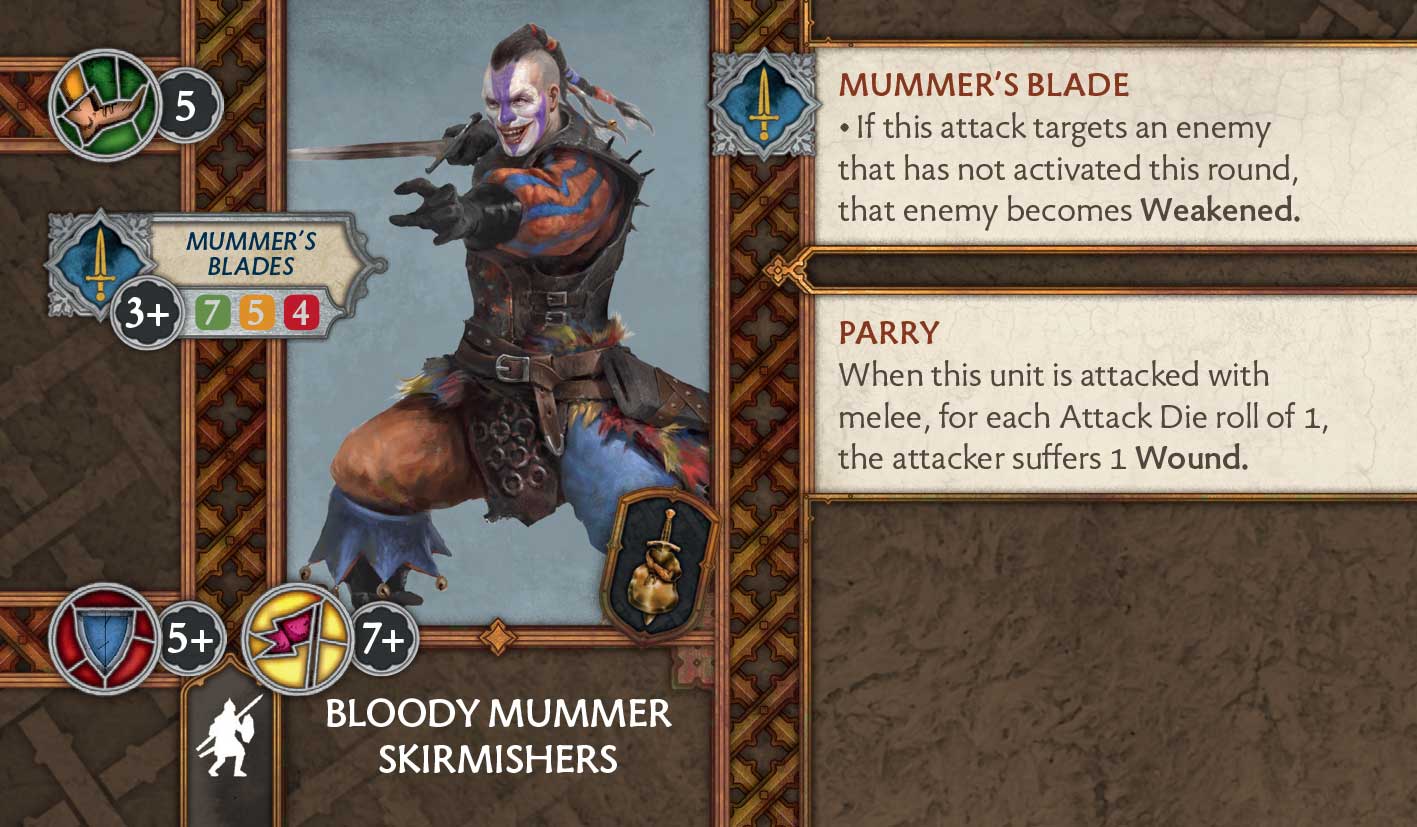 5
MUMMER'S
BLADES
3+ 7 5 4
5+ 7+
BLOODY MUMMER
SKIRMISHERS
MUMMER'S BLADE
• If this attack targets an enemy
that has not activated this round,
that enemy becomes Weakened.
PARRY
When this unit is attacked with
melee, for each Attack Die roll of 1,
the attacker suffers 1 Wound.